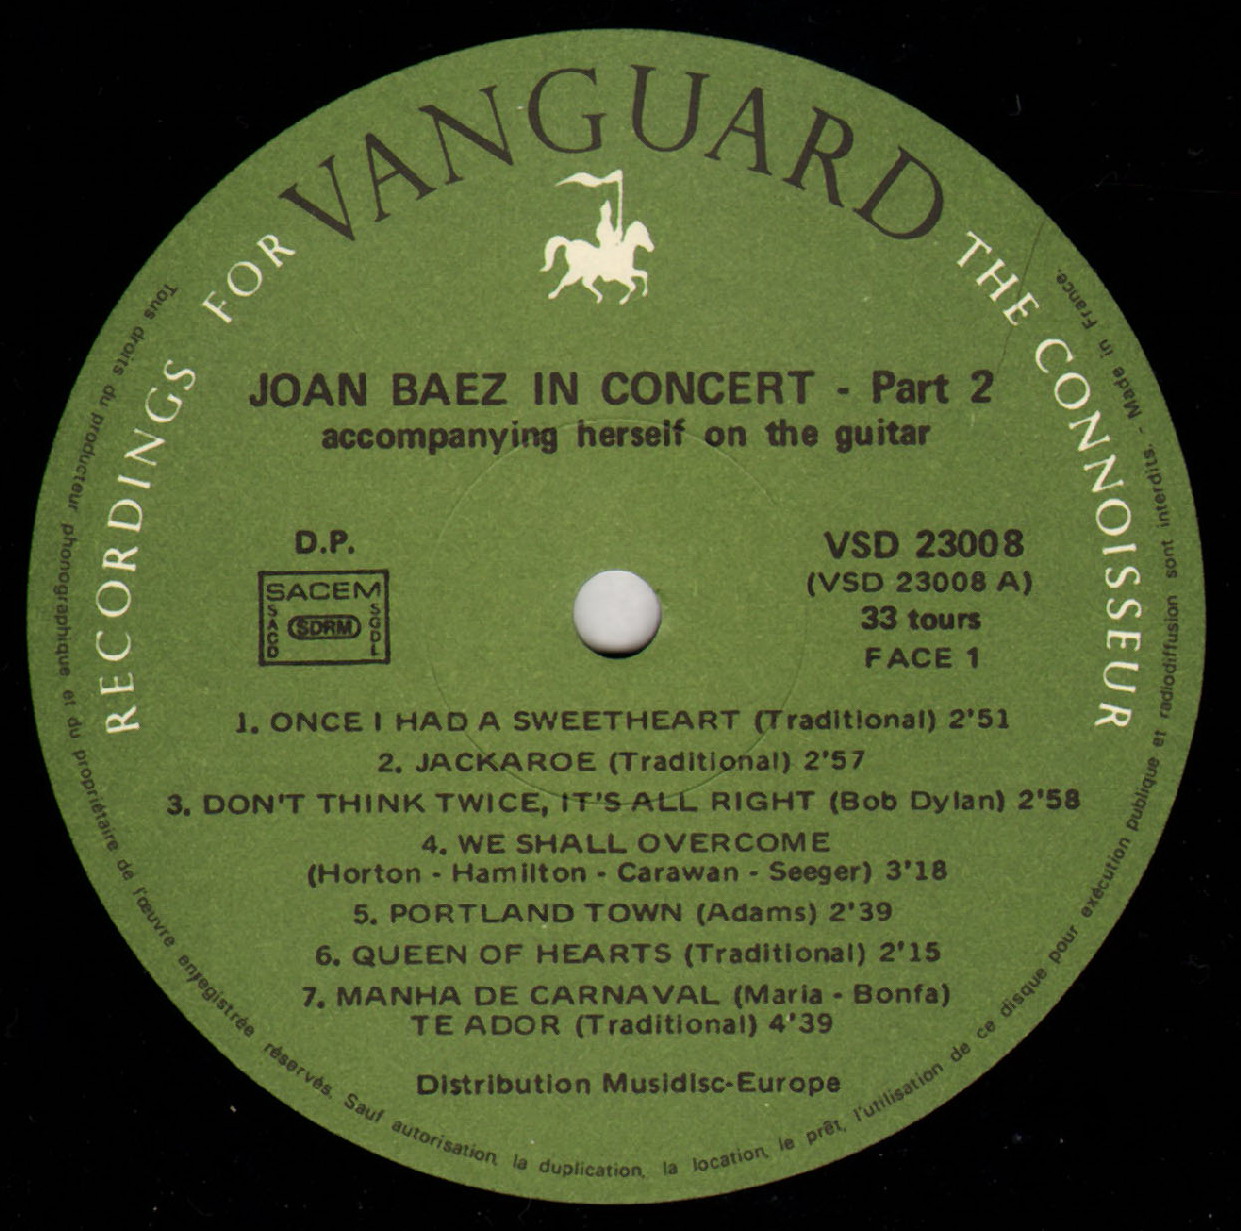 RECORDINGS FOR VANGUARD THE CONNOISSEUR
JOAN BAEZ IN CONCERT - Part 2
accompanying herself on the guitar
D.P.
SACEM
SACD
SDRM
SGDL
VSD 23008
(VSD 23008 A)
33 tours
FACE 1
1. ONCE I HAD A SWEETHEART (Traditional) 2'51
2. JACKAROE (Traditional) 2'57
3. DON'T THINK TWICE, IT'S ALL RIGHT (Bob Dylan) 2'58
4. WE SHALL OVERCOME
(Horton - Hamilton - Carawan - Seeger) 3'18
5. PORTLAND TOWN (Adams) 2'39
6. QUEEN OF HEARTS (Traditional) 2'15
7. MANHA DE CARNAVAL (Maria - Bonfa)
TE ADOR (Traditional) 4'39
Distribution Musidisc-Europe
Tous droits du producteur phonographique et du propriétaire de l'œuvre enregistrée réservés. Sauf autorisation, la duplication, la location, le prêt, l'utilisation de ce disque pour exécution publique et radiodiffusion sont interdits. - Made in France.